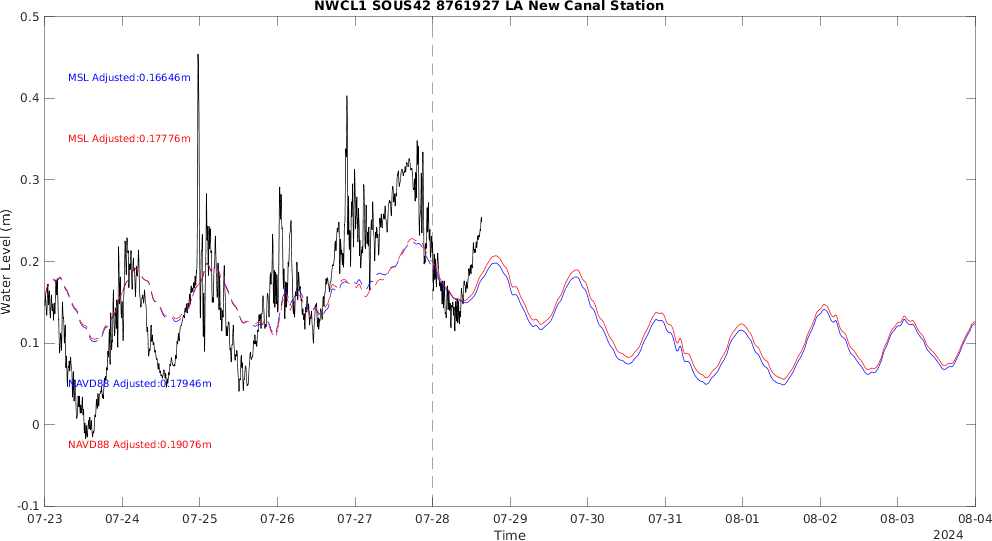 NWCL1 SOUS42 8761927 LA New Canal Station
Water Level (m)
0.5
0.4
0.3
0.2
0.1
0
-0.1
MSL Adjusted:0.16646m
MSL Adjusted:0.17776m
NAVD88 Adjusted:0.17946m
NAVD88 Adjusted:0.19076m
07-23 07-24 07-25 07-26 07-27 07-28 07-29 07-30 07-31 08-01 08-02 08-03 08-04
Time
2024